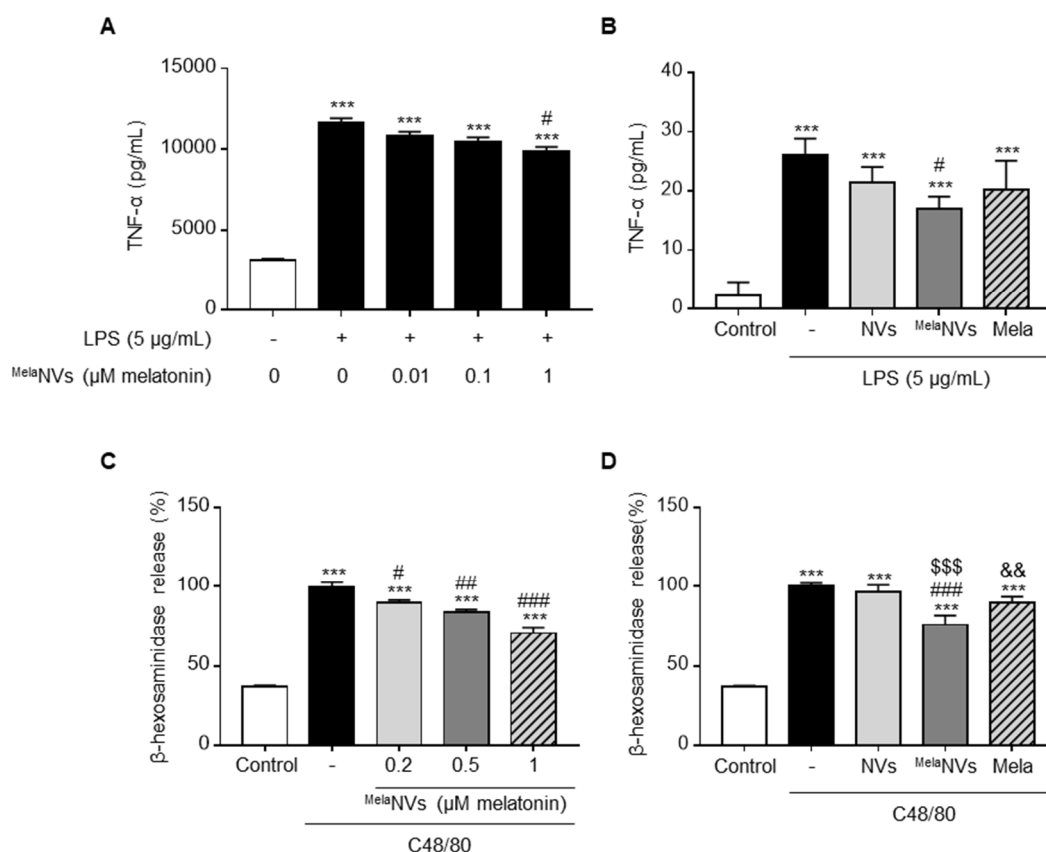 A
TNF-α (pg/mL)
15000
10000
5000
0
***
***
***
#
***
LPS (5 µg/mL) - + + + +
MelaNVs (µM melatonin) 0 0 0.01 0.1 1
B
TNF-α (pg/mL)
40
30
20
10
0
***
***
#
***
***
Control - NVs MelaNVs Mela
LPS (5 µg/mL)
C
β-hexosaminidase release (%)
150
100
50
0
***
#
***
##
***
###
***
Control - 0.2 0.5 1
MelaNVs (µM melatonin)
C48/80
D
β-hexosaminidase release(%)
150
100
50
0
***
***
$$$
###
***
&&
***
Control - NVs MelaNVs Mela
C48/80